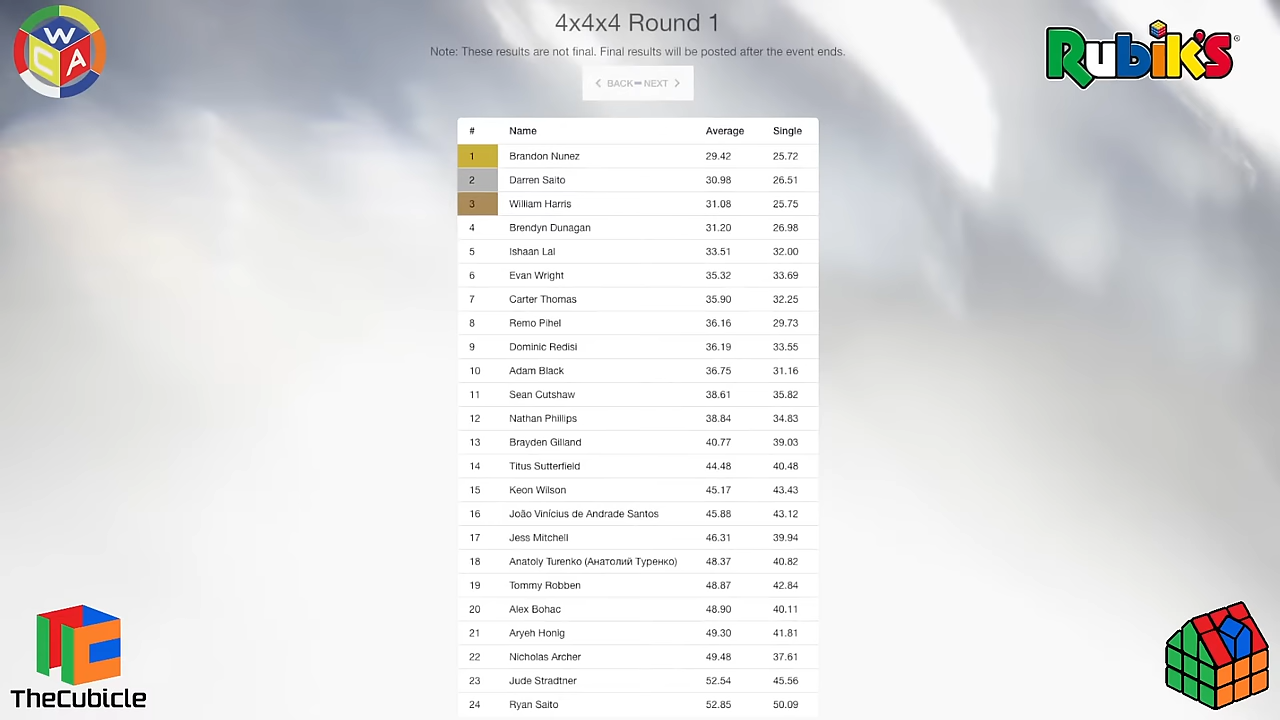 4x4x4 Round 1
Note: These results are not final. Final results will be posted after the event ends.
BACK NEXT
# Name Average Single
1 Brandon Nunez 29.42 25.72
2 Darren Saito 30.98 26.51
3 William Harris 31.08 25.75
4 Brendyn Dunagan 31.20 26.98
5 Ishaan Lal 33.51 32.00
6 Evan Wright 35.32 33.69
7 Carter Thomas 35.90 32.25
8 Remo Pihel 36.16 29.73
9 Dominic Redisi 36.19 33.55
10 Adam Black 36.75 31.16
11 Sean Cutshaw 38.61 35.82
12 Nathan Phillips 38.84 34.83
13 Brayden Gilland 40.77 39.03
14 Titus Sutterfield 44.48 40.48
15 Keon Wilson 45.17 43.43
16 João Vinícius de Andrade Santos 45.88 43.12
17 Jess Mitchell 46.31 39.94
18 Anatoly Turenko (Анатолий Туренко) 48.37 40.82
19 Tommy Robben 48.87 42.84
20 Alex Bohac 48.90 40.11
21 Aryeh Honig 49.30 41.81
22 Nicholas Archer 49.48 37.61
23 Jude Stradtner 52.54 45.56
24 Ryan Saito 52.85 50.09
WCA
Rubik's
TC
TheCubicle